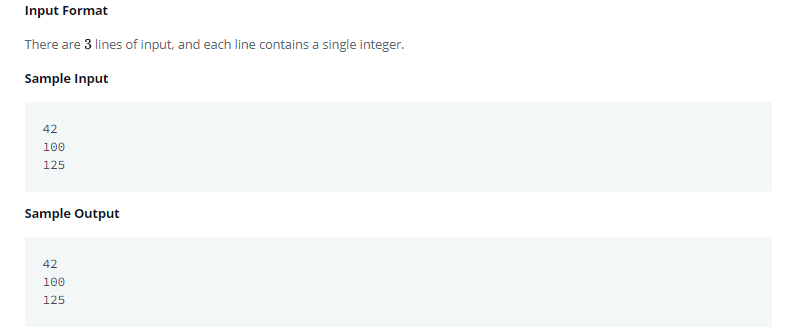 Input Format
There are 3 lines of input, and each line contains a single integer.
Sample Input
42
100
125
Sample Output
42
100
125